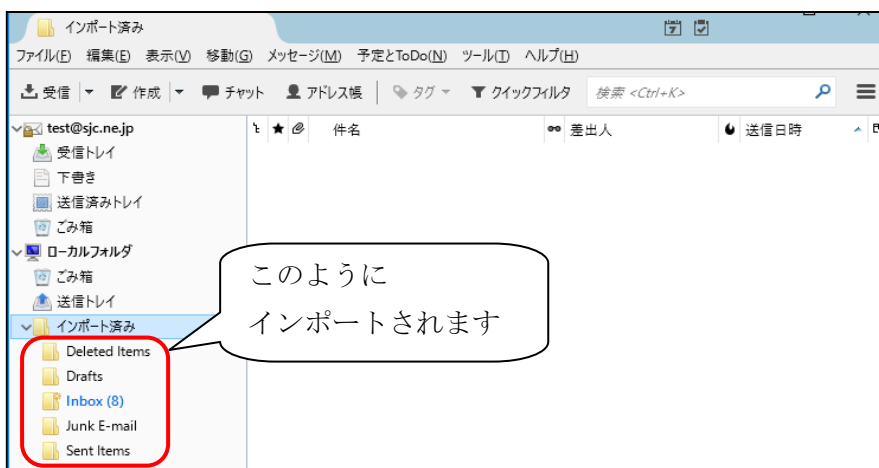 インポート済み
ファイル(F) 編集(E) 表示(V) 移動(G) メッセージ(M) 予定とToDo(N) ツール(T) ヘルプ(H)
受信 作成 チャット アドレス帳 タグ クイックフィルタ 検索 <Ctrl+K>
test@sjc.ne.jp
件名 差出人 送信日時
受信トレイ
下書き
送信済みトレイ
ごみ箱
ローカルフォルダ
ごみ箱
送信トレイ
インポート済み
Deleted Items
Drafts
Inbox (8)
Junk E-mail
Sent Items
このように
インポートされます